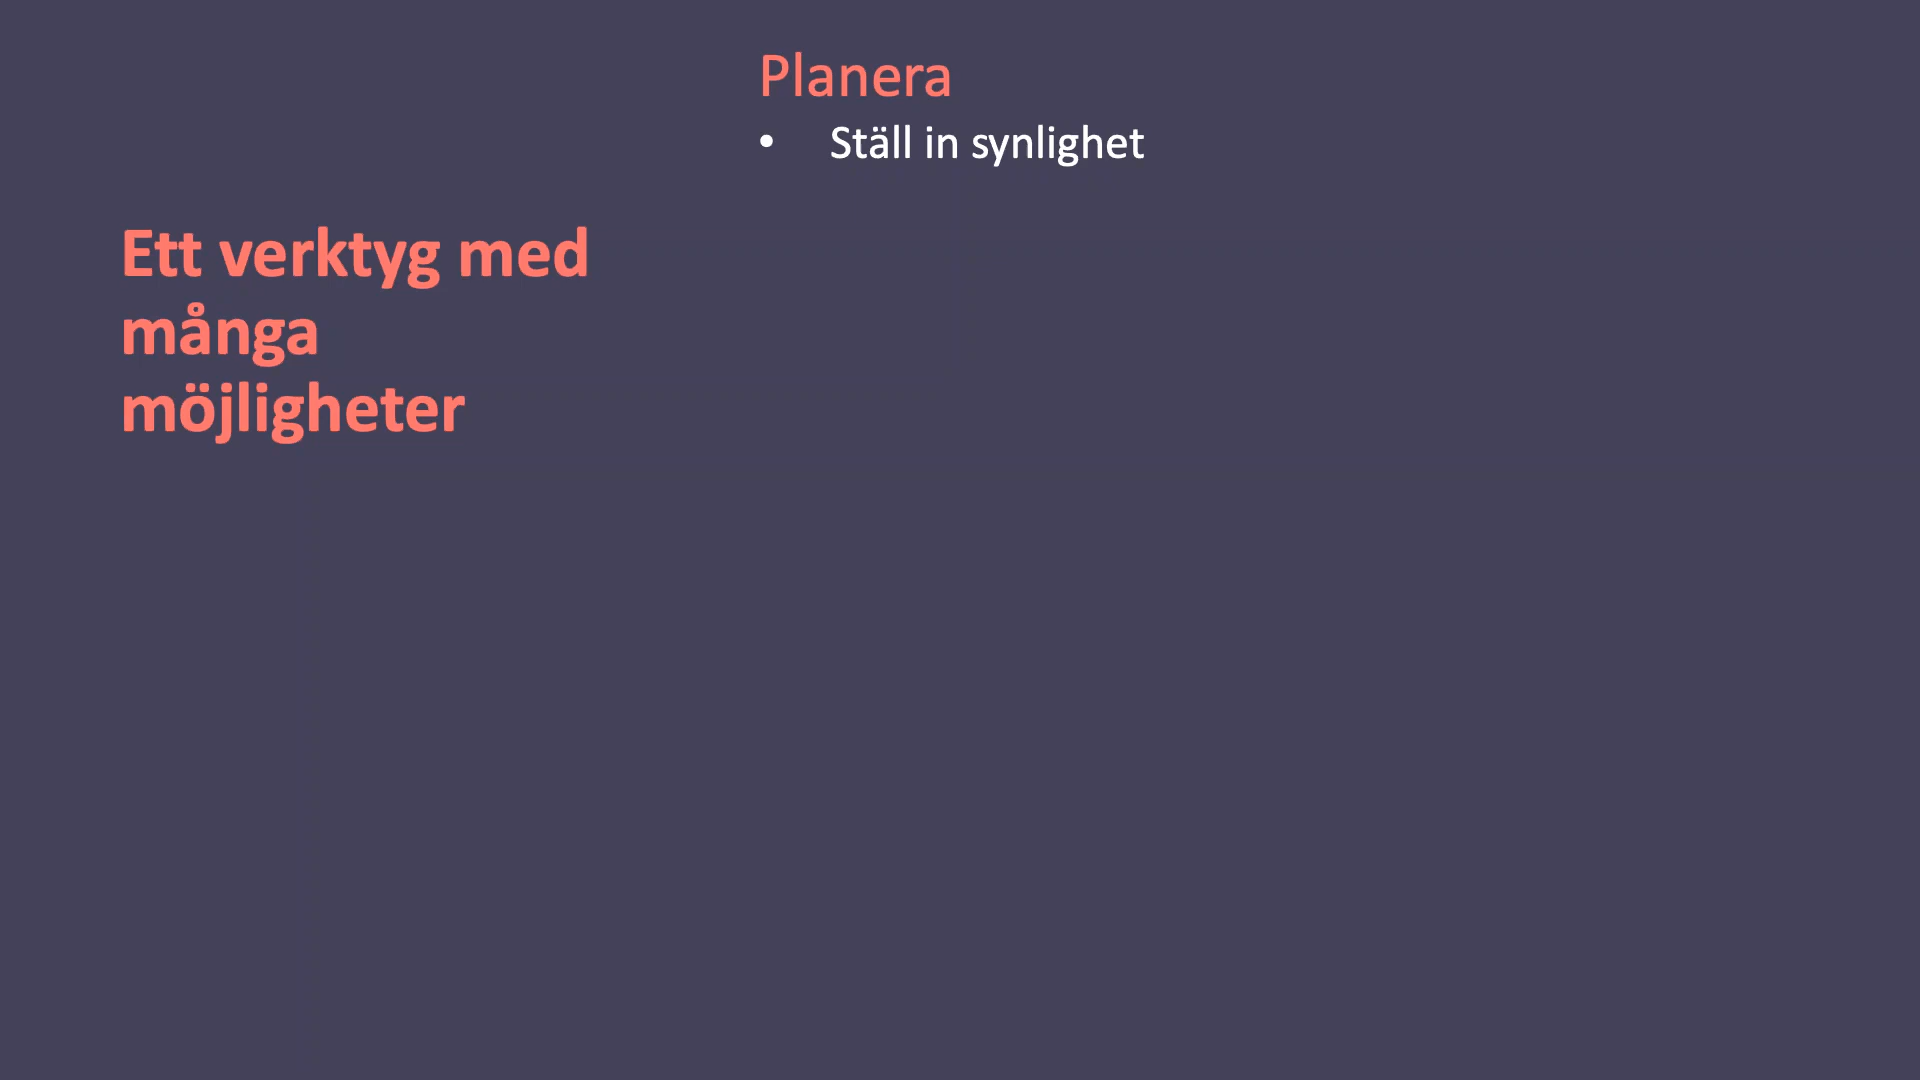 Ett verktyg med
många
möjligheter
Planera
• Ställ in synlighet